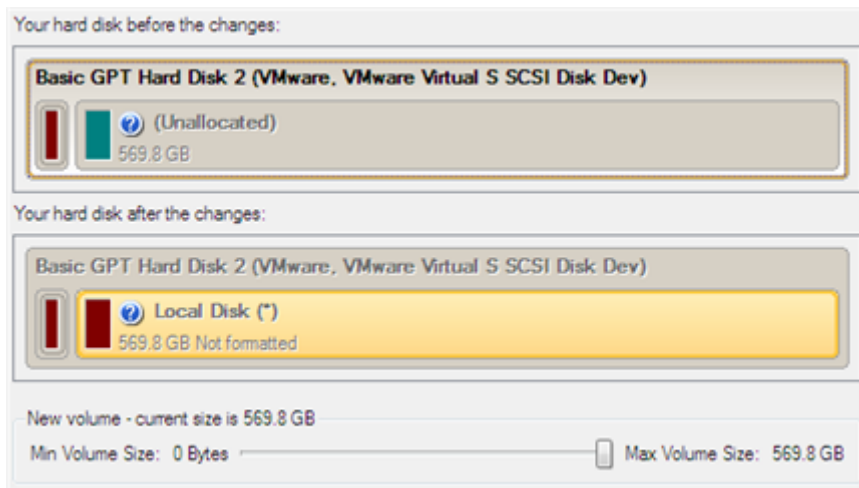 Your hard disk before the changes:
Basic GPT Hard Disk 2 (VMware, VMware Virtual S SCSI Disk Dev)
(Unallocated)
569.8 GB
Your hard disk after the changes:
Basic GPT Hard Disk 2 (VMware, VMware Virtual S SCSI Disk Dev)
Local Disk (*)
569.8 GB Not formatted
New volume - current size is 569.8 GB
Min Volume Size: 0 Bytes Max Volume Size: 569.8 GB